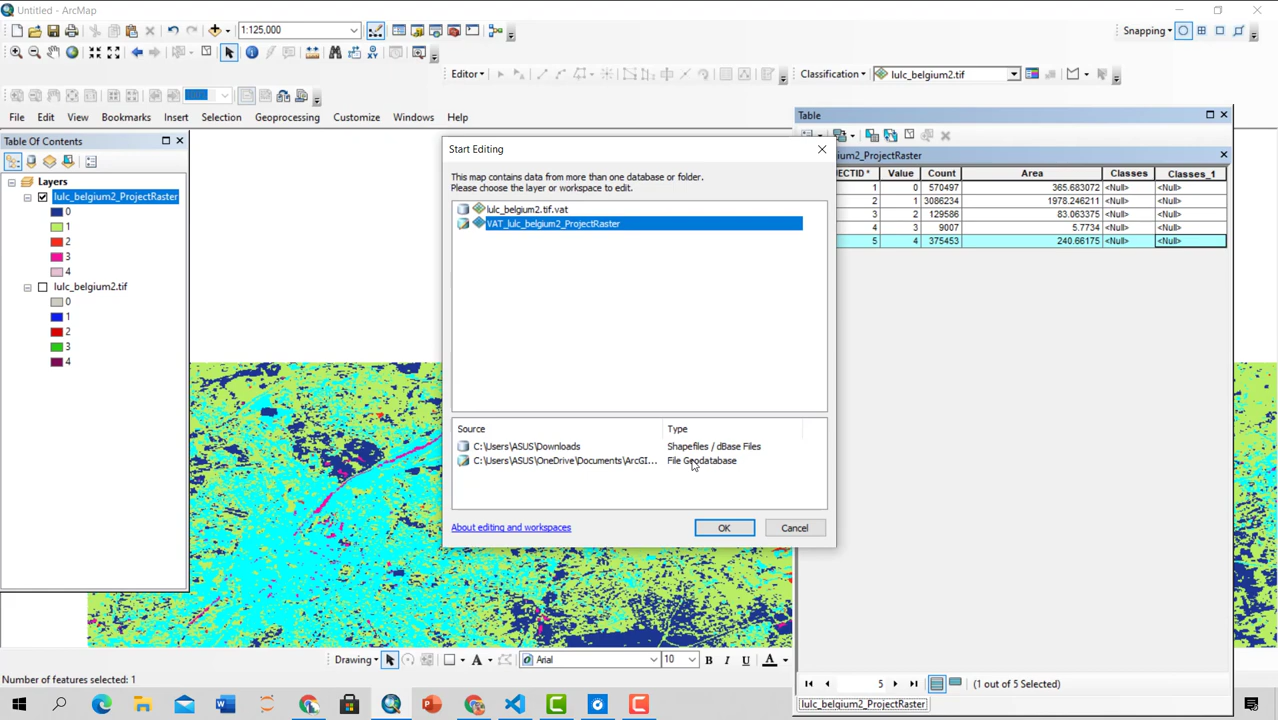 Untitled - ArcMap
1:125,000
Snapping
Editor
Classification
lulc_belgium2.tif
File Edit View Bookmarks Insert Selection Geoprocessing Customize Windows Help
Table Of Contents
Layers
lulc_belgium2_ProjectRaster
0
1
2
3
4
lulc_belgium2.tif
0
1
2
3
4
Start Editing
This map contains data from more than one database or folder.
Please choose the layer or workspace to edit.
lulc_belgium2.tif.vat
VAT_lulc_belgium2_ProjectRaster
Source Type
C:\Users\ASUS\Downloads Shapefiles / dBase Files
C:\Users\ASUS\OneDrive\Documents\ArcGI... File Geodatabase
About editing and workspaces
OK
Cancel
Table
ium2_ProjectRaster
JECTID * Value Count Area Classes Classes_1
1 0 570497 365.683072 <Null> <Null>
2 1 3086234 1978.246211 <Null> <Null>
3 2 129586 83.063375 <Null> <Null>
4 3 9007 5.7734 <Null> <Null>
5 4 375453 240.66175 <Null> <Null>
5
(1 out of 5 Selected)
lulc_belgium2_ProjectRaster
Drawing
A
Arial
10
B I U A
Number of features selected: 1